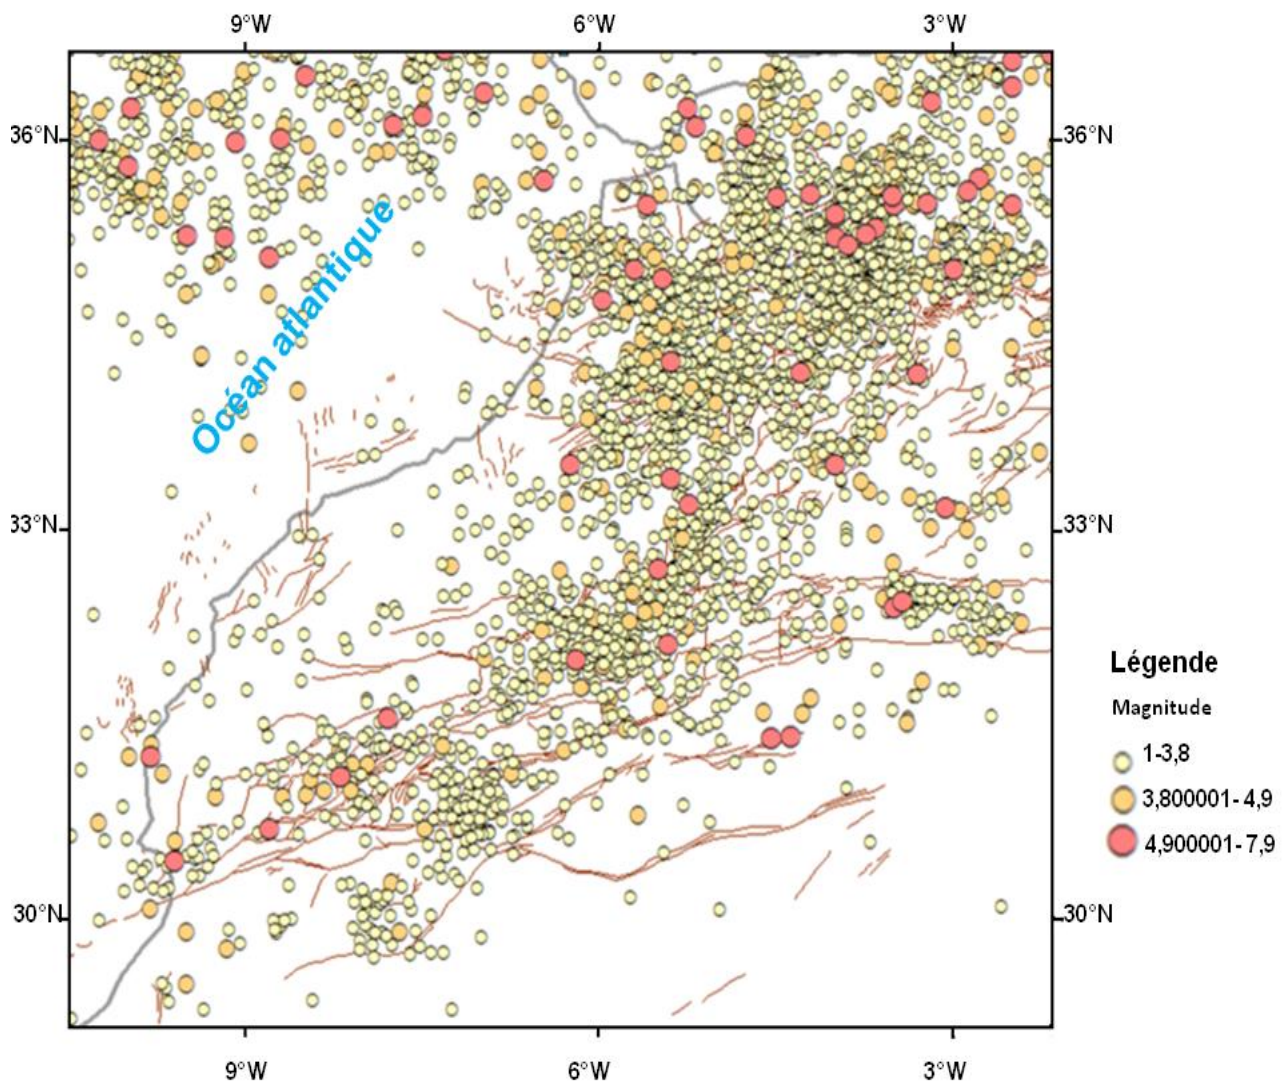 9°W 6°W 3°W
36°N 36°N
Océan atlantique
33°N 33°N
Légende
Magnitude
1-3,8
3,800001-4,9
4,900001-7,9
30°N 30°N
9°W 6°W 3°W